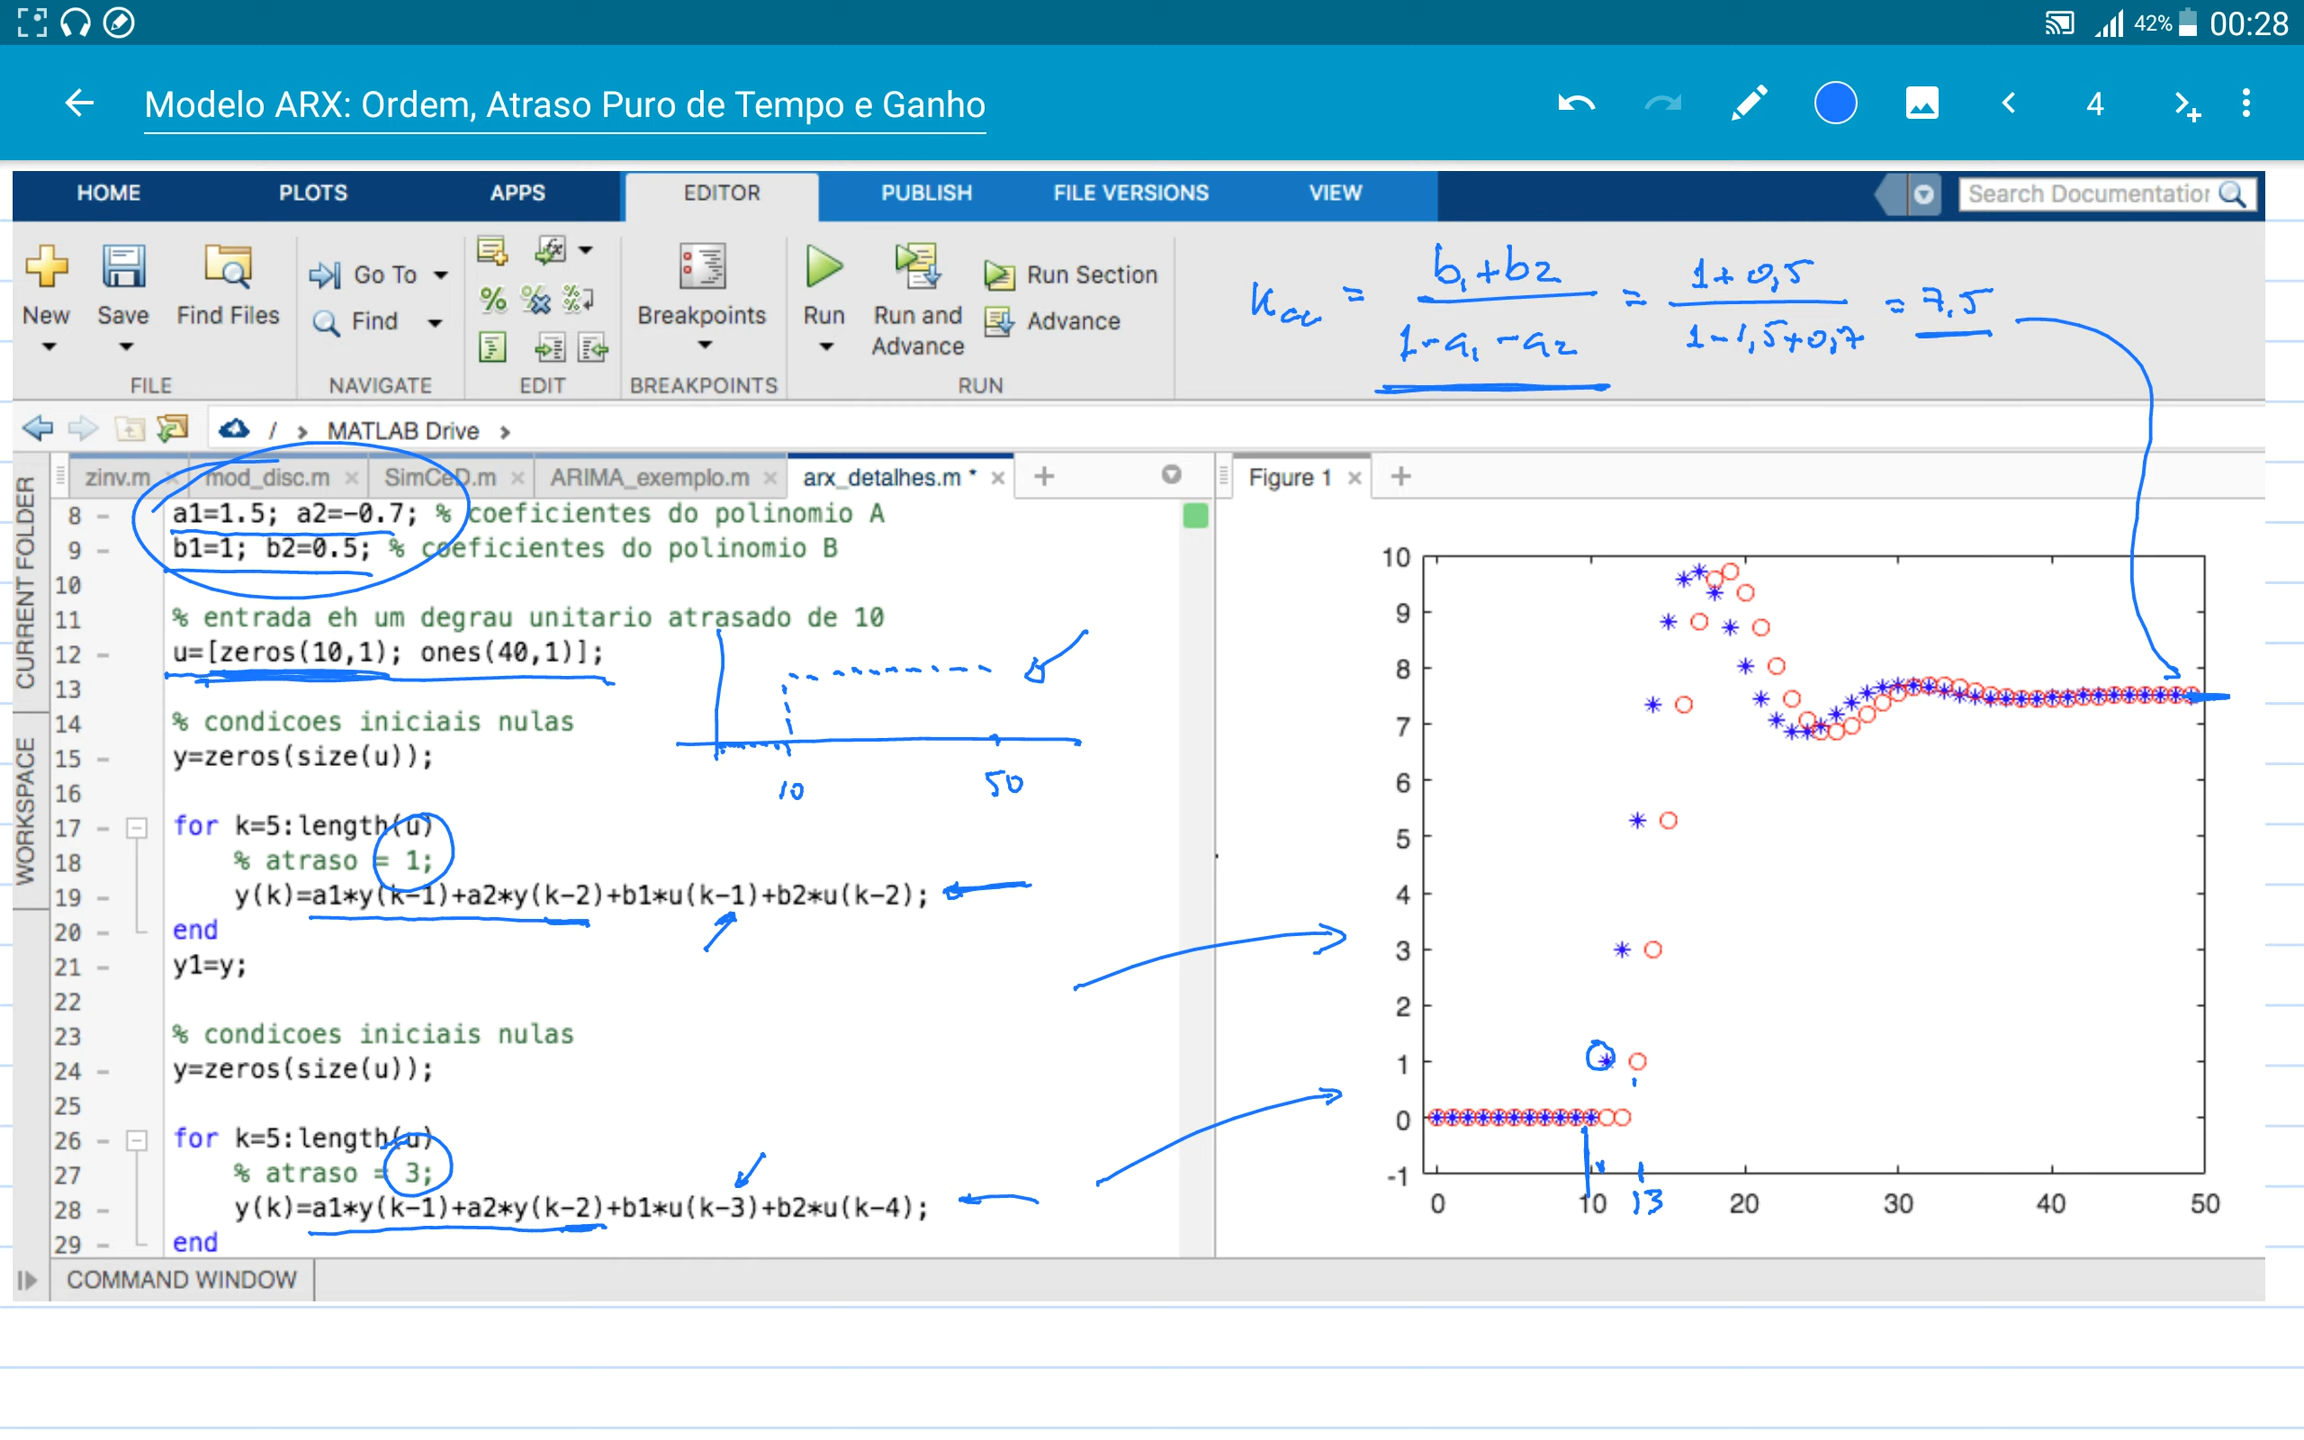 42% 00:28
Modelo ARX: Ordem, Atraso Puro de Tempo e Ganho
4
HOME PLOTS APPS EDITOR PUBLISH FILE VERSIONS VIEW
Search Documentation
New Save Find Files
Go To
Find
Breakpoints
Run
Run and Advance
Run Section
Advance
FILE NAVIGATE EDIT BREAKPOINTS RUN
Kcc = b1+b2 / 1-a1-a2 = 1+0,5 / 1-1,5+0,7 = 7,5
/ > MATLAB Drive >
CURRENT FOLDER
WORKSPACE
zinv.m mod_disc.m SimCeD.m ARIMA_exemplo.m arx_detalhes.m *
Figure 1
8 - a1=1.5; a2=-0.7; % coeficientes do polinomio A
9 - b1=1; b2=0.5; % coeficientes do polinomio B
10
11 % entrada eh um degrau unitario atrasado de 10
12 - u=[zeros(10,1); ones(40,1)];
13
14 % condicoes iniciais nulas
15 - y=zeros(size(u));
16
17 - for k=5:length(u)
18 % atraso = 1;
19 - y(k)=a1*y(k-1)+a2*y(k-2)+b1*u(k-1)+b2*u(k-2);
20 - end
21 - y1=y;
22
23 % condicoes iniciais nulas
24 - y=zeros(size(u));
25
26 - for k=5:length(u)
27 % atraso = 3;
28 - y(k)=a1*y(k-1)+a2*y(k-2)+b1*u(k-3)+b2*u(k-4);
29 - end
10 50
10
9
8
7
6
5
4
3
2
1
0
-1
0 10 20 30 40 50
13
COMMAND WINDOW